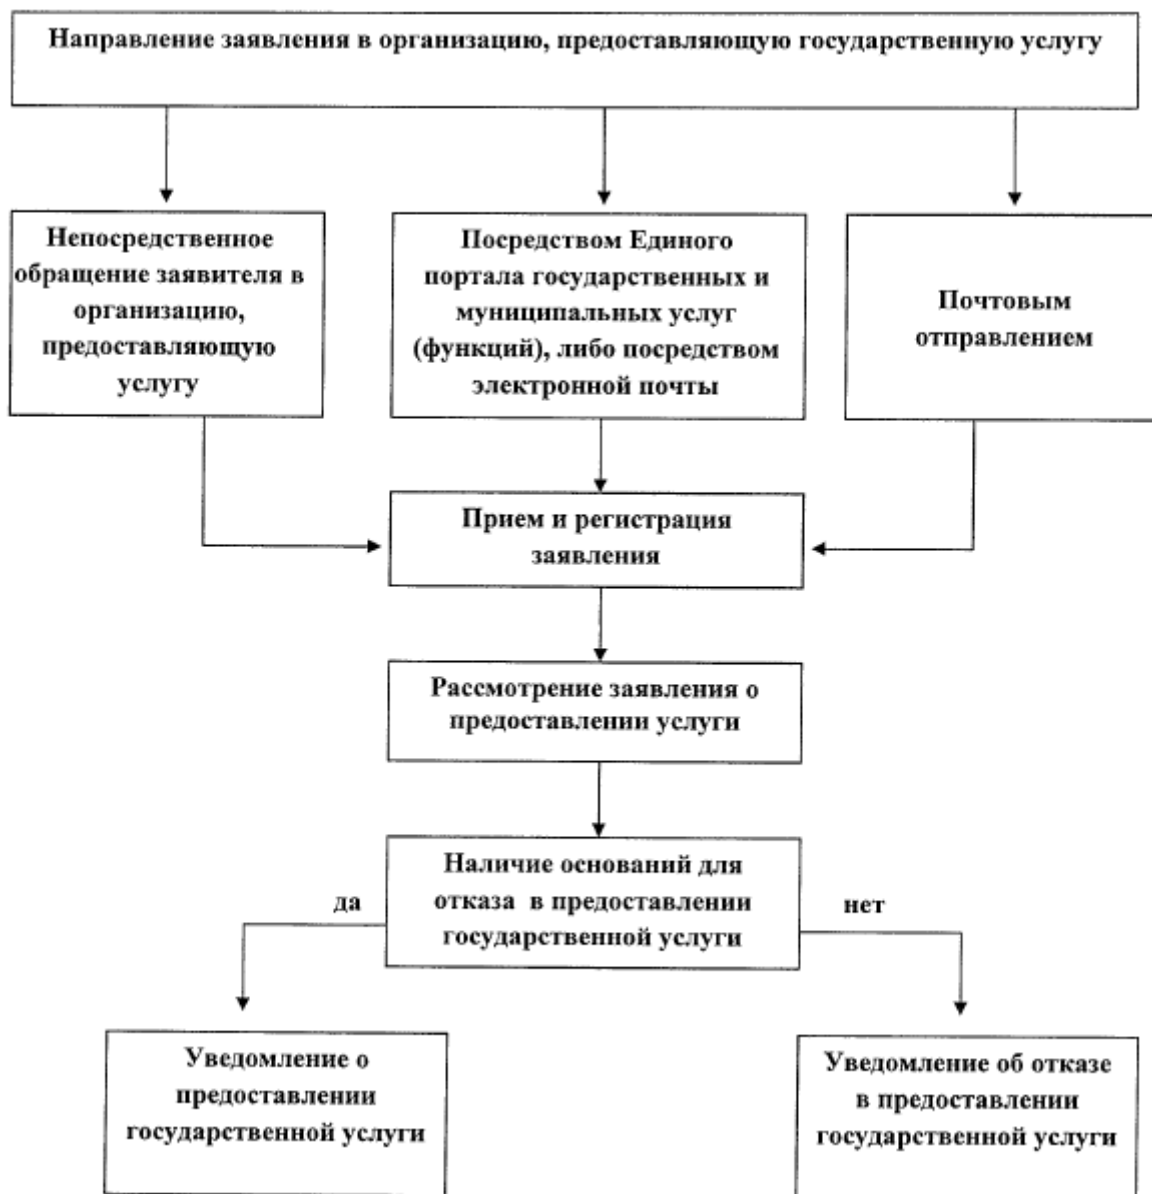 Направление заявления в организацию, предоставляющую государственную услугу
Непосредственное
обращение заявителя в
организацию,
предоставляющую
услугу
Посредством Единого
портала государственных и
муниципальных услуг
(функций), либо посредством
электронной почты
Почтовым
отправлением
Прием и регистрация
заявления
Рассмотрение заявления о
предоставлении услуги
Наличие оснований для
отказа в предоставлении
государственной услуги
да
нет
Уведомление о
предоставлении
государственной услуги
Уведомление об отказе
в предоставлении
государственной услуги